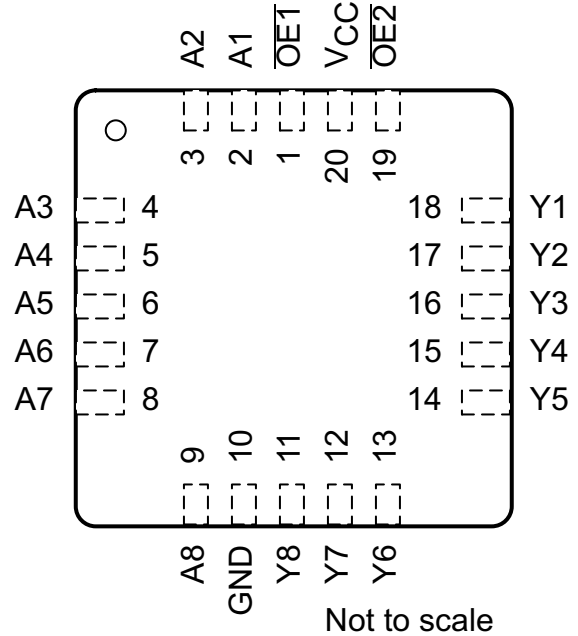 A2 A1 O̅E̅1̅ VCC O̅E̅2̅
3 2 1 20 19
A3 4 18 Y1
A4 5 17 Y2
A5 6 16 Y3
A6 7 15 Y4
A7 8 14 Y5
9 10 11 12 13
A8 GND Y8 Y7 Y6
Not to scale